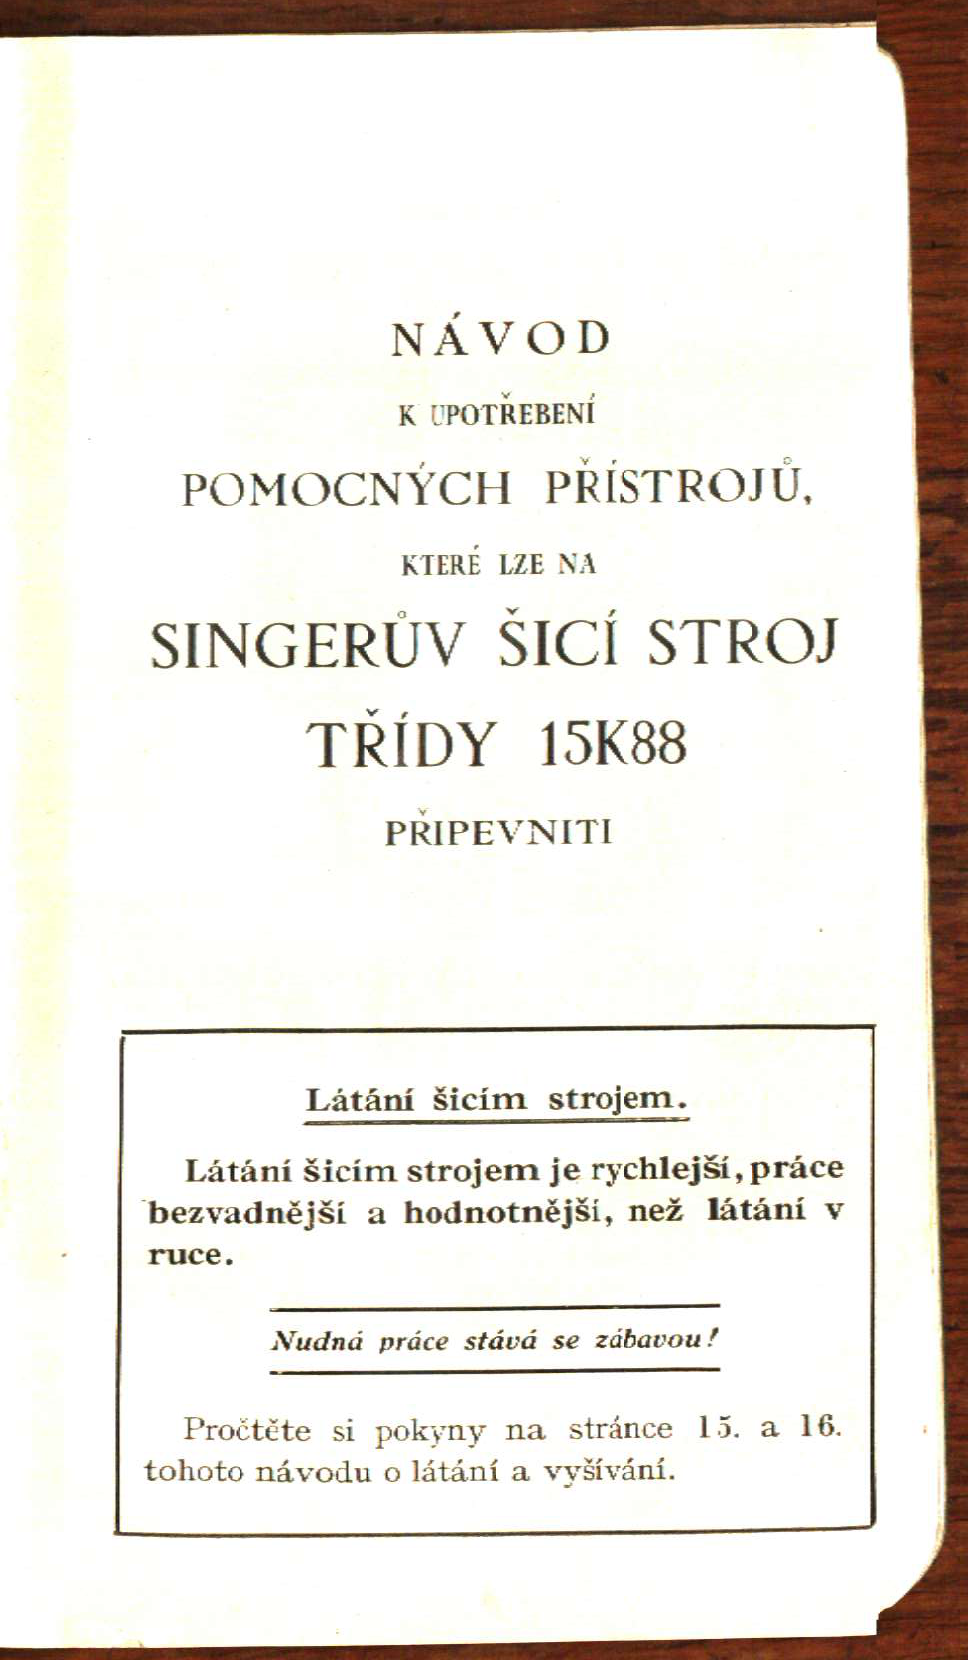 NÁVOD
K UPOTŘEBENÍ
POMOCNÝCH PŘÍSTROJŮ,
KTERÉ LZE NA
SINGERŮV ŠICÍ STROJ
TŘÍDY 15K88
PŘIPEVNITI
Látání šicím strojem.
Látání šicím strojem je rychlejší, práce
bezvadnější a hodnotnější, než látání v
ruce.
Nudná práce stává se zábavou!
Pročtěte si pokyny na stránce 15. a 16.
tohoto návodu o látání a vyšívání.